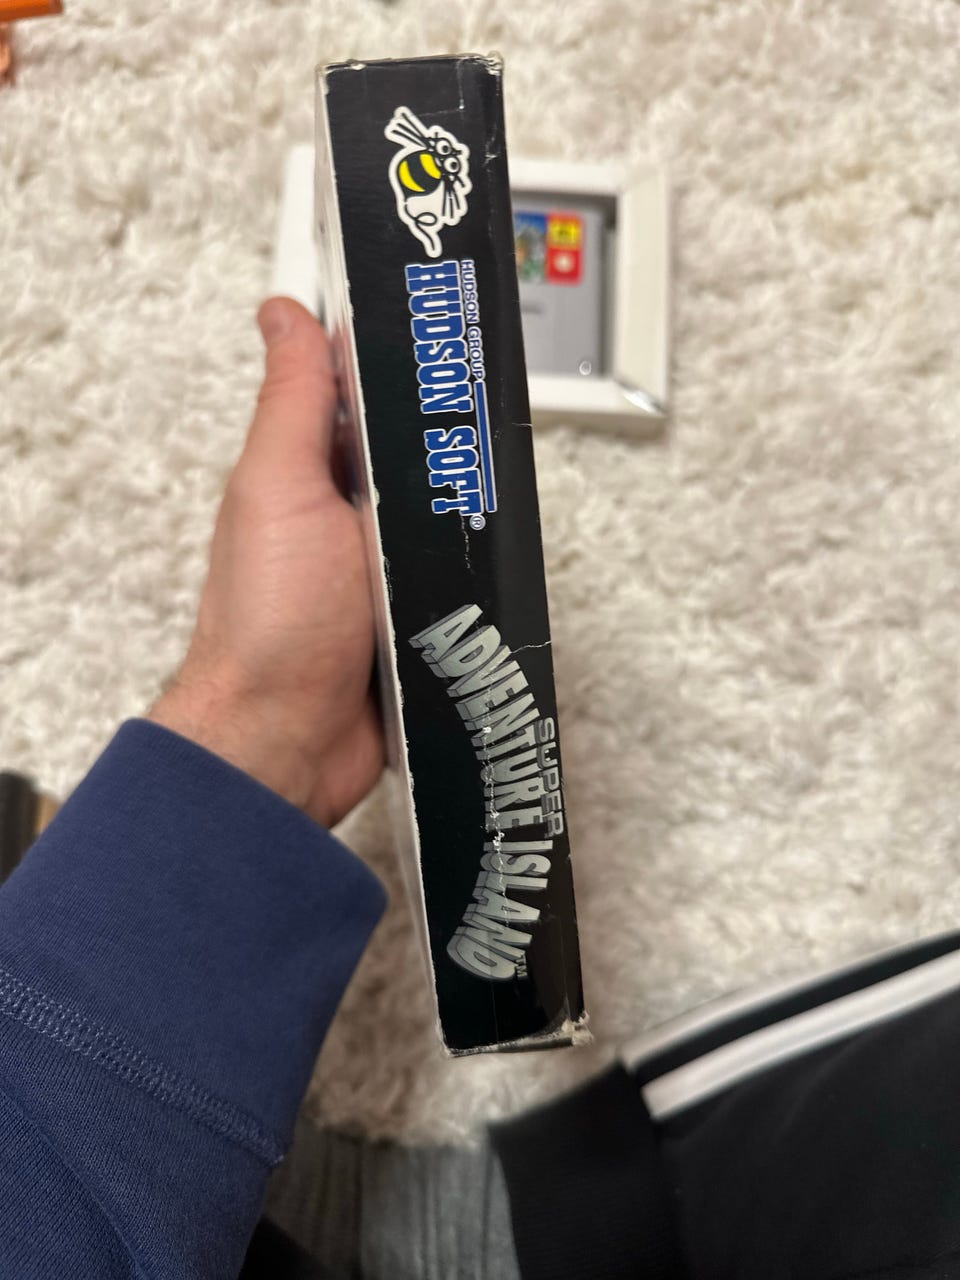 HUDSON GROUP
HUDSON SOFT®
SUPER
ADVENTURE ISLAND™